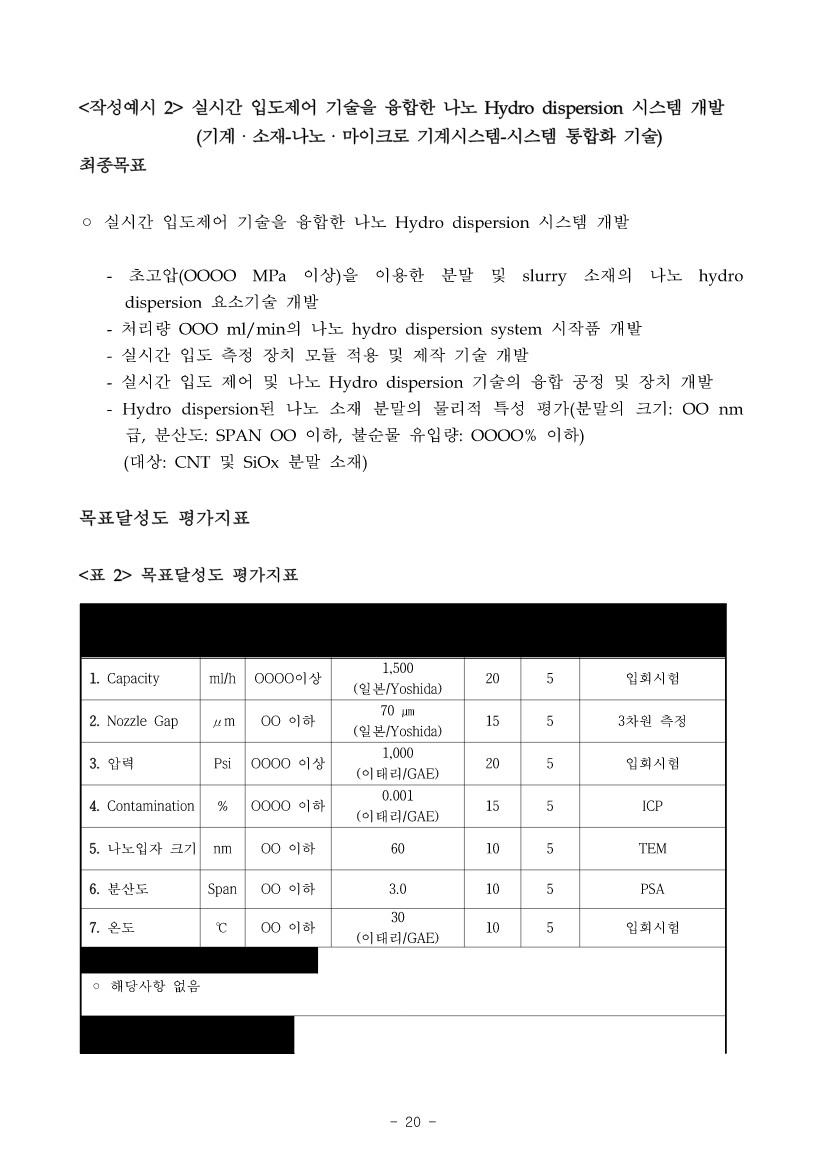 <작성예시 2> 실시간 입도제어 기술을 융합한 나노 Hydro dispersion 시스템 개발
(기계·소재-나노·마이크로 기계시스템-시스템 통합화 기술)
최종목표
○ 실시간 입도제어 기술을 융합한 나노 Hydro dispersion 시스템 개발
- 초고압(OOOO MPa 이상)을 이용한 분말 및 slurry 소재의 나노 hydro
dispersion 요소기술 개발
- 처리량 OOO ml/min의 나노 hydro dispersion system 시작품 개발
- 실시간 입도 측정 장치 모듈 적용 및 제작 기술 개발
- 실시간 입도 제어 및 나노 Hydro dispersion 기술의 융합 공정 및 장치 개발
- Hydro dispersion된 나노 소재 분말의 물리적 특성 평가(분말의 크기: OO nm
급, 분산도: SPAN OO 이하, 불순물 유입량: OOOO% 이하)
(대상: CNT 및 SiOx 분말 소재)
목표달성도 평가지표
<표 2> 목표달성도 평가지표
1. Capacity ml/h OOOO이상 1,500 (일본/Yoshida) 20 5 입회시험
2. Nozzle Gap μm OO 이하 70 ㎛ (일본/Yoshida) 15 5 3차원 측정
3. 압력 Psi OOOO 이상 1,000 (이태리/GAE) 20 5 입회시험
4. Contamination % OOOO 이하 0.001 (이태리/GAE) 15 5 ICP
5. 나노입자 크기 nm OO 이하 60 10 5 TEM
6. 분산도 Span OO 이하 3.0 10 5 PSA
7. 온도 ℃ OO 이하 30 (이태리/GAE) 10 5 입회시험
○ 해당사항 없음
- 20 -